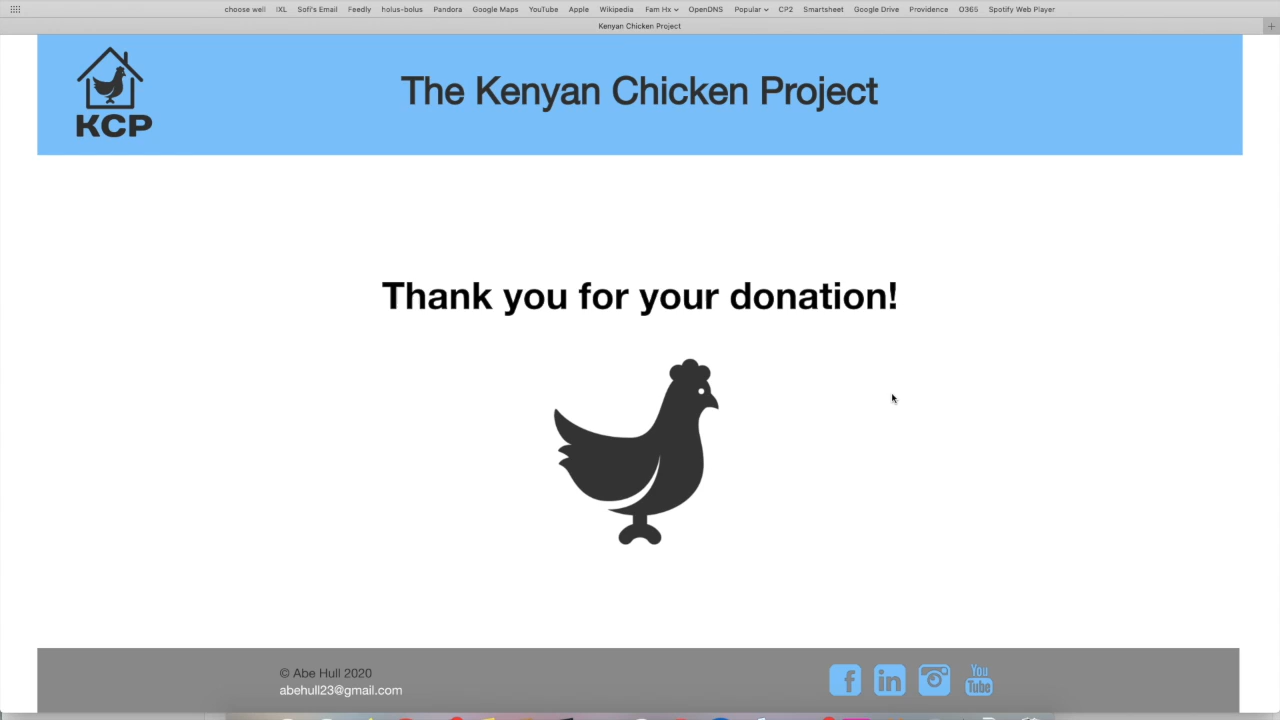 choose well IXL Sofi's Email Feedly holus-bolus Pandora Google Maps YouTube Apple Wikipedia Fam Hx OpenDNS Popular CP2 Smartsheet Google Drive Providence O365 Spotify Web Player
Kenyan Chicken Project
The Kenyan Chicken Project
KCP
Thank you for your donation!
© Abe Hull 2020
abehull23@gmail.com
f in You Tube